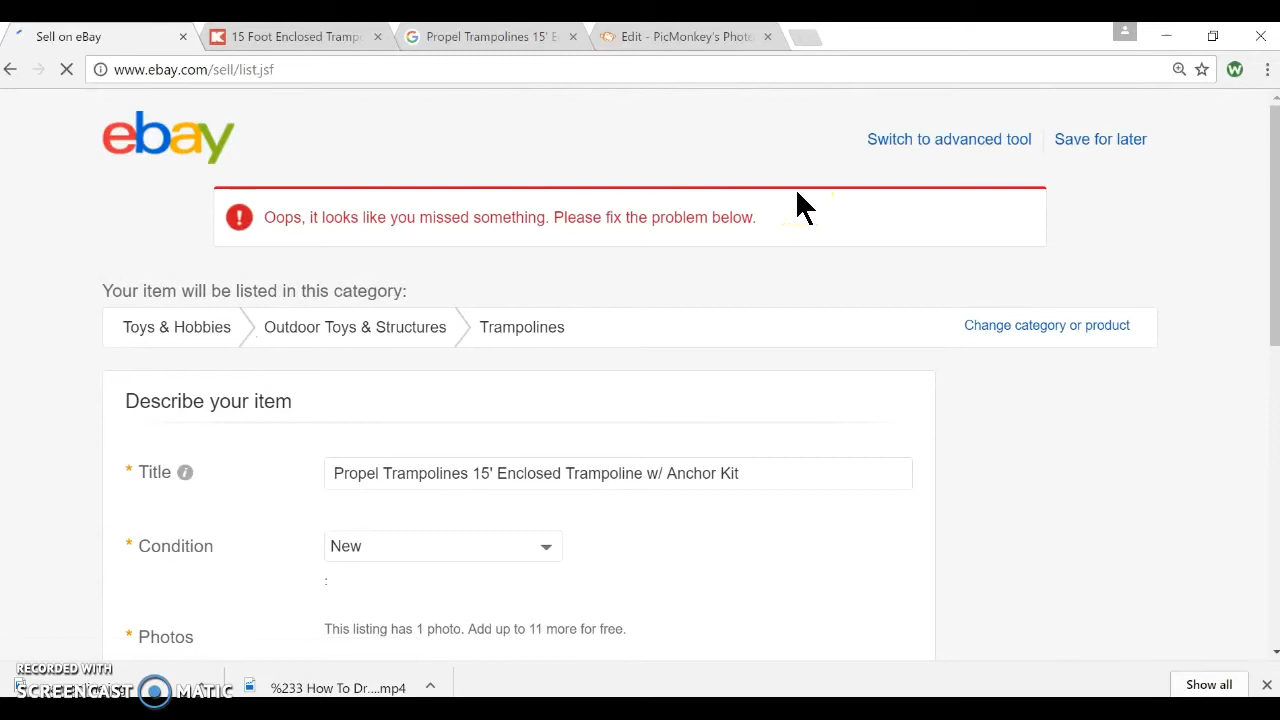 Sell on eBay
15 Foot Enclosed Tramp
Propel Trampolines 15' E
Edit - PicMonkey's Phot
www.ebay.com/sell/list.jsf
W
ebay
Switch to advanced tool
Save for later
Oops, it looks like you missed something. Please fix the problem below.
Your item will be listed in this category:
Toys & Hobbies
Outdoor Toys & Structures
Trampolines
Change category or product
Describe your item
* Title
Propel Trampolines 15' Enclosed Trampoline w/ Anchor Kit
* Condition
New
:
* Photos
This listing has 1 photo. Add up to 11 more for free.
RECORDED WITH
SCREENCAST MATIC
%233 How To Dr....mp4
Show all